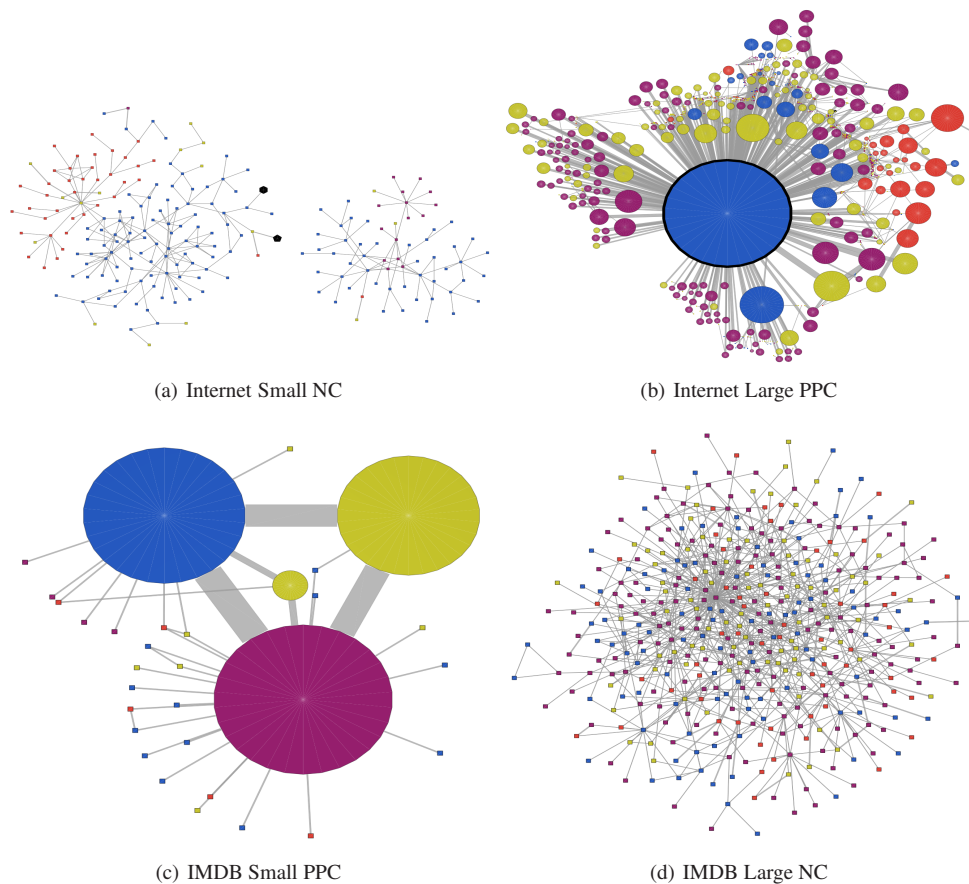 (a) Internet Small NC
(b) Internet Large PPC
(c) IMDB Small PPC
(d) IMDB Large NC